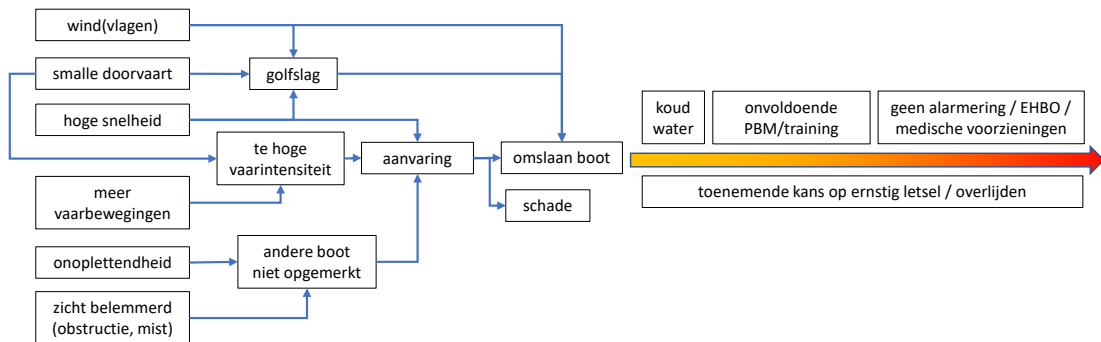 wind(vlagen)
smalle doorvaart
golfslag
hoge snelheid
te hoge
vaarintensiteit
aanvaring
omslaan boot
schade
meer
vaarbewegingen
onoplettendheid
andere boot
niet opgemerkt
zicht belemmerd
(obstructie, mist)
koud
water
onvoldoende
PBM/training
geen alarmering / EHBO /
medische voorzieningen
toenemende kans op ernstig letsel / overlijden